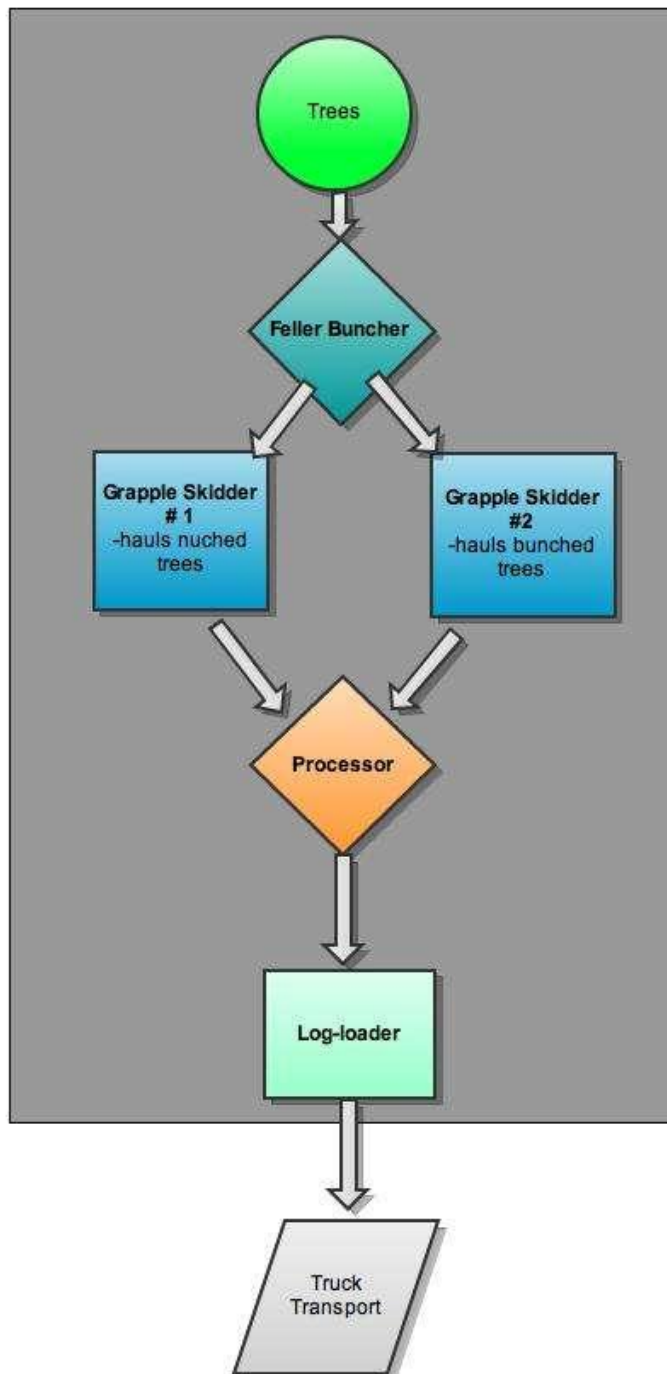 Trees
Feller Buncher
Grapple Skidder
# 1
-hauls nuched
trees
Grapple Skidder
#2
-hauls bunched
trees
Processor
Log-loader
Truck
Transport